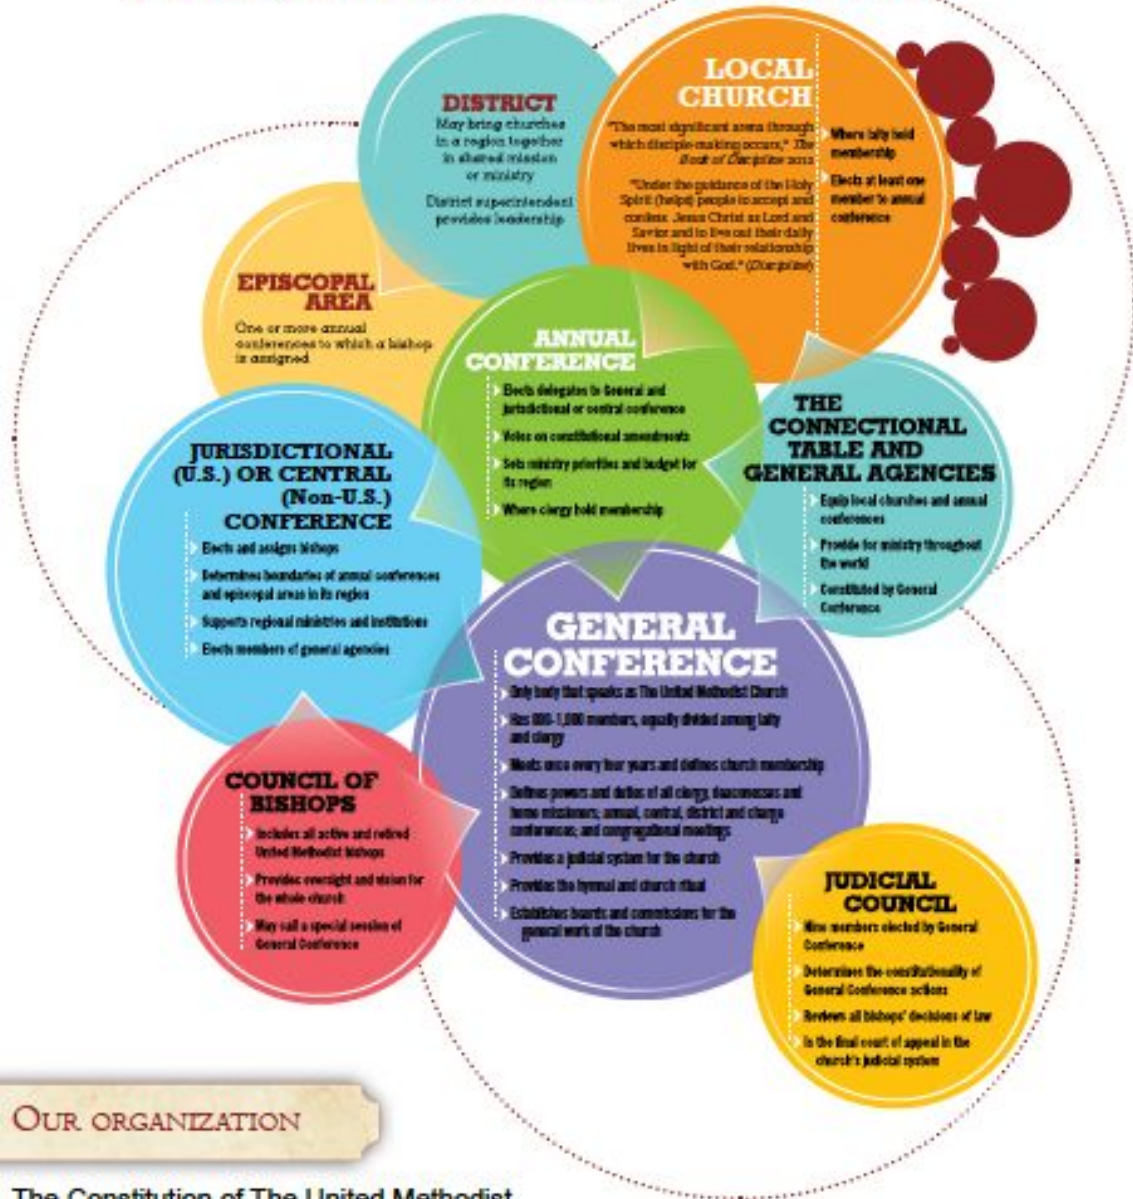 DISTRICT
May bring churches
in a region together
in shared mission
or ministry
District superintendent
provides leadership
LOCAL
CHURCH
"The most significant arena through
which disciple-making occurs," The
Book of Discipline 2012
"Under the guidance of the Holy
Spirit (helps) people to accept and
confess Jesus Christ as Lord and
Savior and to live out their daily
lives in light of their relationship
with God." (Discipline)
Where laity hold
membership
Elects at least one
member to annual
conference
EPISCOPAL
AREA
One or more annual
conferences to which a bishop
is assigned
ANNUAL
CONFERENCE
Elects delegates to General and
jurisdictional or central conference
Votes on constitutional amendments
Sets ministry priorities and budget for
its region
Where clergy hold membership
THE
CONNECTIONAL
TABLE AND
GENERAL AGENCIES
Equip local churches and annual
conferences
Provide for ministry throughout
the world
Constituted by General
Conference
JURISDICTIONAL
(U.S.) OR CENTRAL
(Non-U.S.)
CONFERENCE
Elects and assigns bishops
Determines boundaries of annual conferences
and episcopal areas in its region
Supports regional ministries and institutions
Elects members of general agencies
GENERAL
CONFERENCE
Only body that speaks as The United Methodist Church
Has members, equally divided among laity
and clergy
Meets once every four years and defines church membership
Defines powers and duties of all clergy, deaconesses and
home missioners; annual, central, district and charge
conferences; and congregational meetings
Provides a judicial system for the church
Provides the hymnal and church ritual
Establishes boards and commissions for the
general work of the church
COUNCIL OF
BISHOPS
Includes all active and retired
United Methodist bishops
Provides oversight and vision for
the whole church
May call a special session of
General Conference
JUDICIAL
COUNCIL
Nine members elected by General
Conference
Determines the constitutionality of
General Conference actions
Reviews all bishops' decisions of law
Is the final court of appeal in the
church's judicial system
OUR ORGANIZATION
The Constitution of The United Methodist